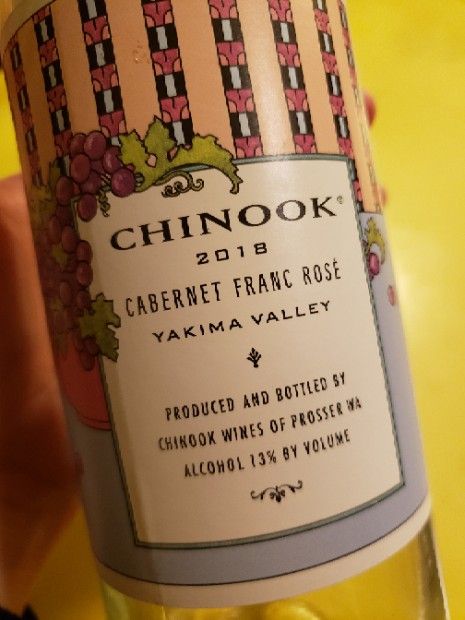 CHINOOK®
2018
CABERNET FRANC ROSÉ
YAKIMA VALLEY
PRODUCED AND BOTTLED BY
CHINOOK WINES OF PROSSER WA
ALCOHOL 13% BY VOLUME